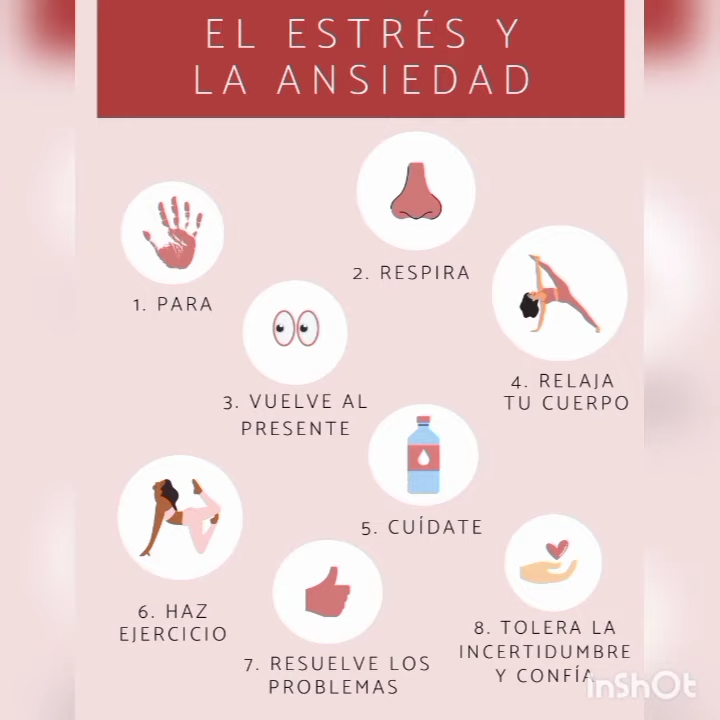 EL ESTRÉS Y
LA ANSIEDAD
1. PARA
2. RESPIRA
3. VUELVE AL
PRESENTE
4. RELAJA
TU CUERPO
5. CUÍDATE
6. HAZ
EJERCICIO
7. RESUELVE LOS
PROBLEMAS
8. TOLERA LA
INCERTIDUMBRE
Y CONFÍA
InShOt